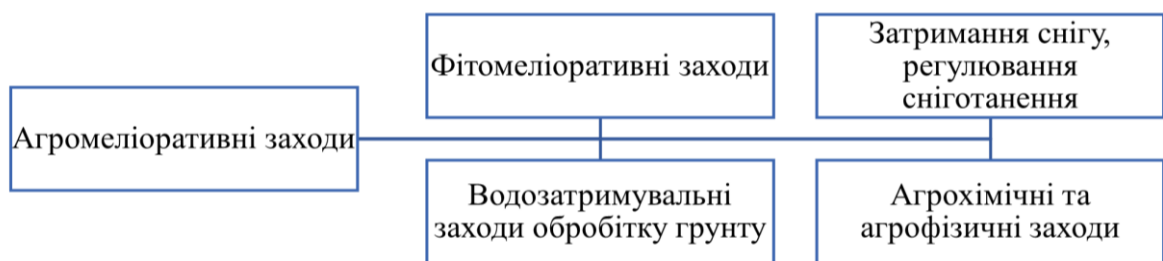 Агромеліоративні заходи
Фітомеліоративні заходи
Затримання снігу,
регулювання
сніготанення
Водозатримувальні
заходи обробітку грунту
Агрохімічні та
агрофізичні заходи